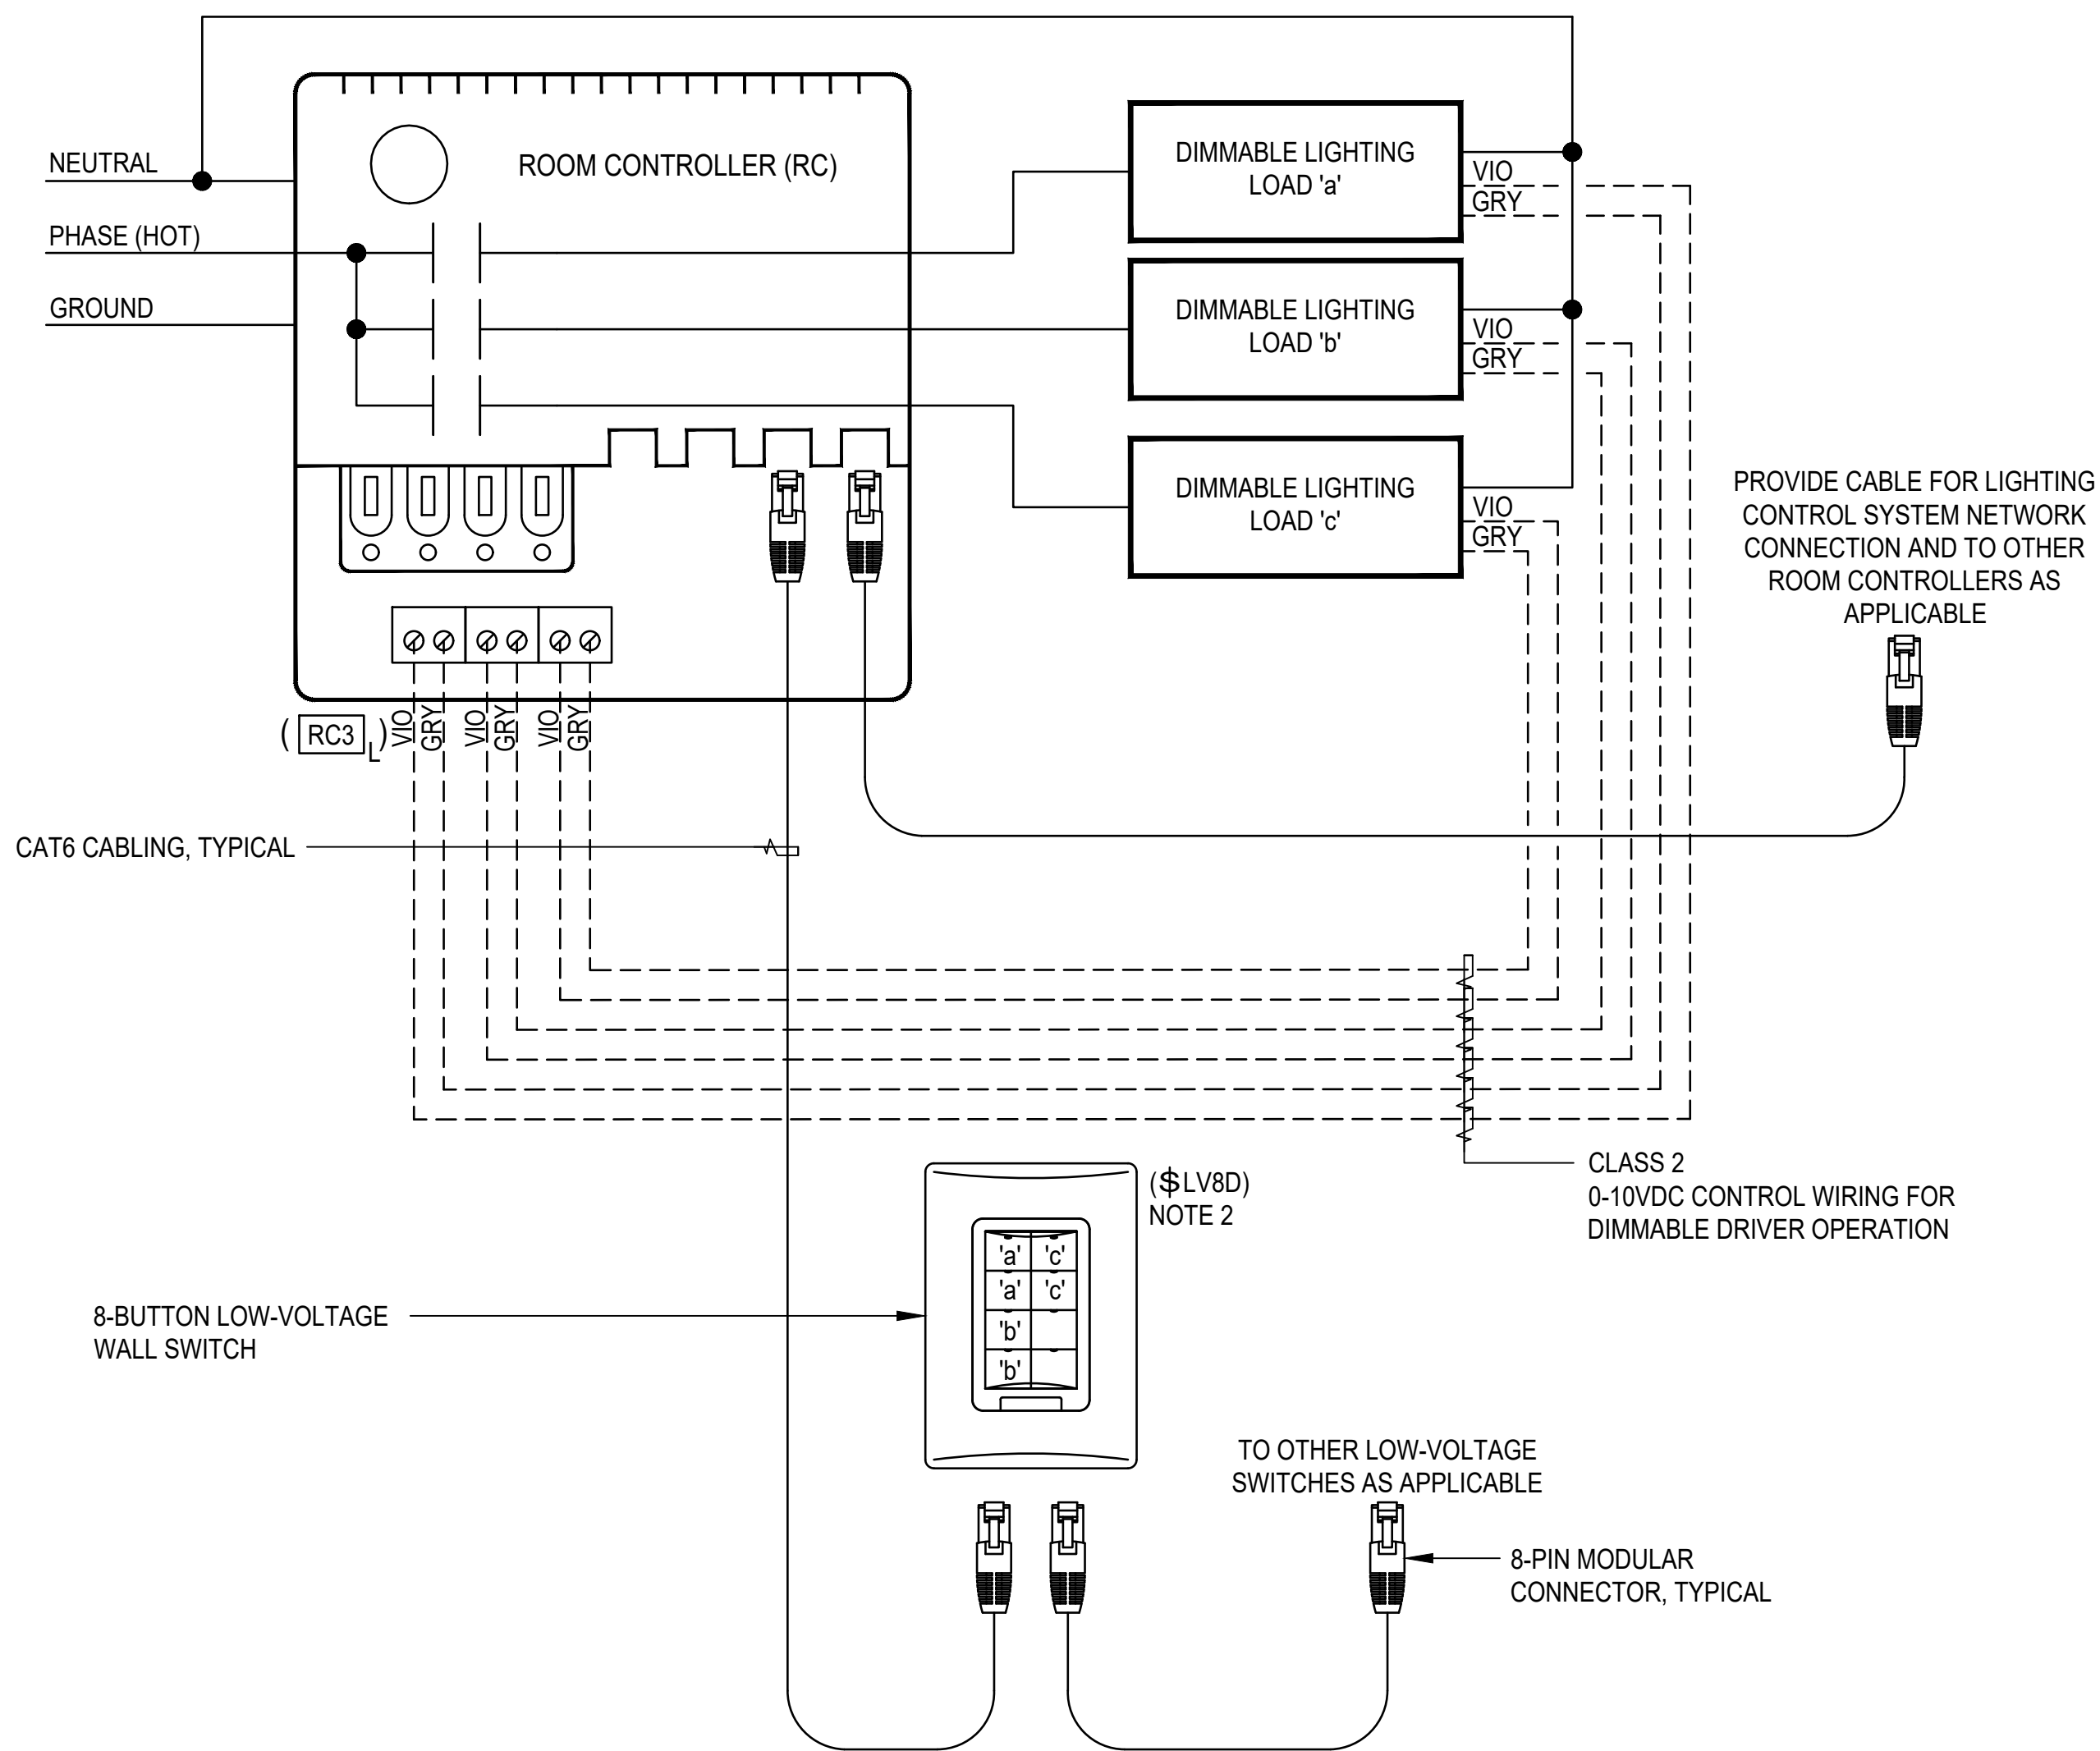 NEUTRAL
PHASE (HOT)
GROUND
ROOM CONTROLLER (RC)
DIMMABLE LIGHTING
LOAD 'a'
VIO
GRY
DIMMABLE LIGHTING
LOAD 'b'
VIO
GRY
DIMMABLE LIGHTING
LOAD 'c'
VIO
GRY
PROVIDE CABLE FOR LIGHTING
CONTROL SYSTEM NETWORK
CONNECTION AND TO OTHER
ROOM CONTROLLERS AS
APPLICABLE
( RC3 L)
VIO
GRY
VIO
GRY
VIO
GRY
CAT6 CABLING, TYPICAL
CLASS 2
0-10VDC CONTROL WIRING FOR
DIMMABLE DRIVER OPERATION
($LV8D)
NOTE 2
'a' 'c'
'a' 'c'
'b'
'b'
8-BUTTON LOW-VOLTAGE
WALL SWITCH
TO OTHER LOW-VOLTAGE
SWITCHES AS APPLICABLE
8-PIN MODULAR
CONNECTOR, TYPICAL